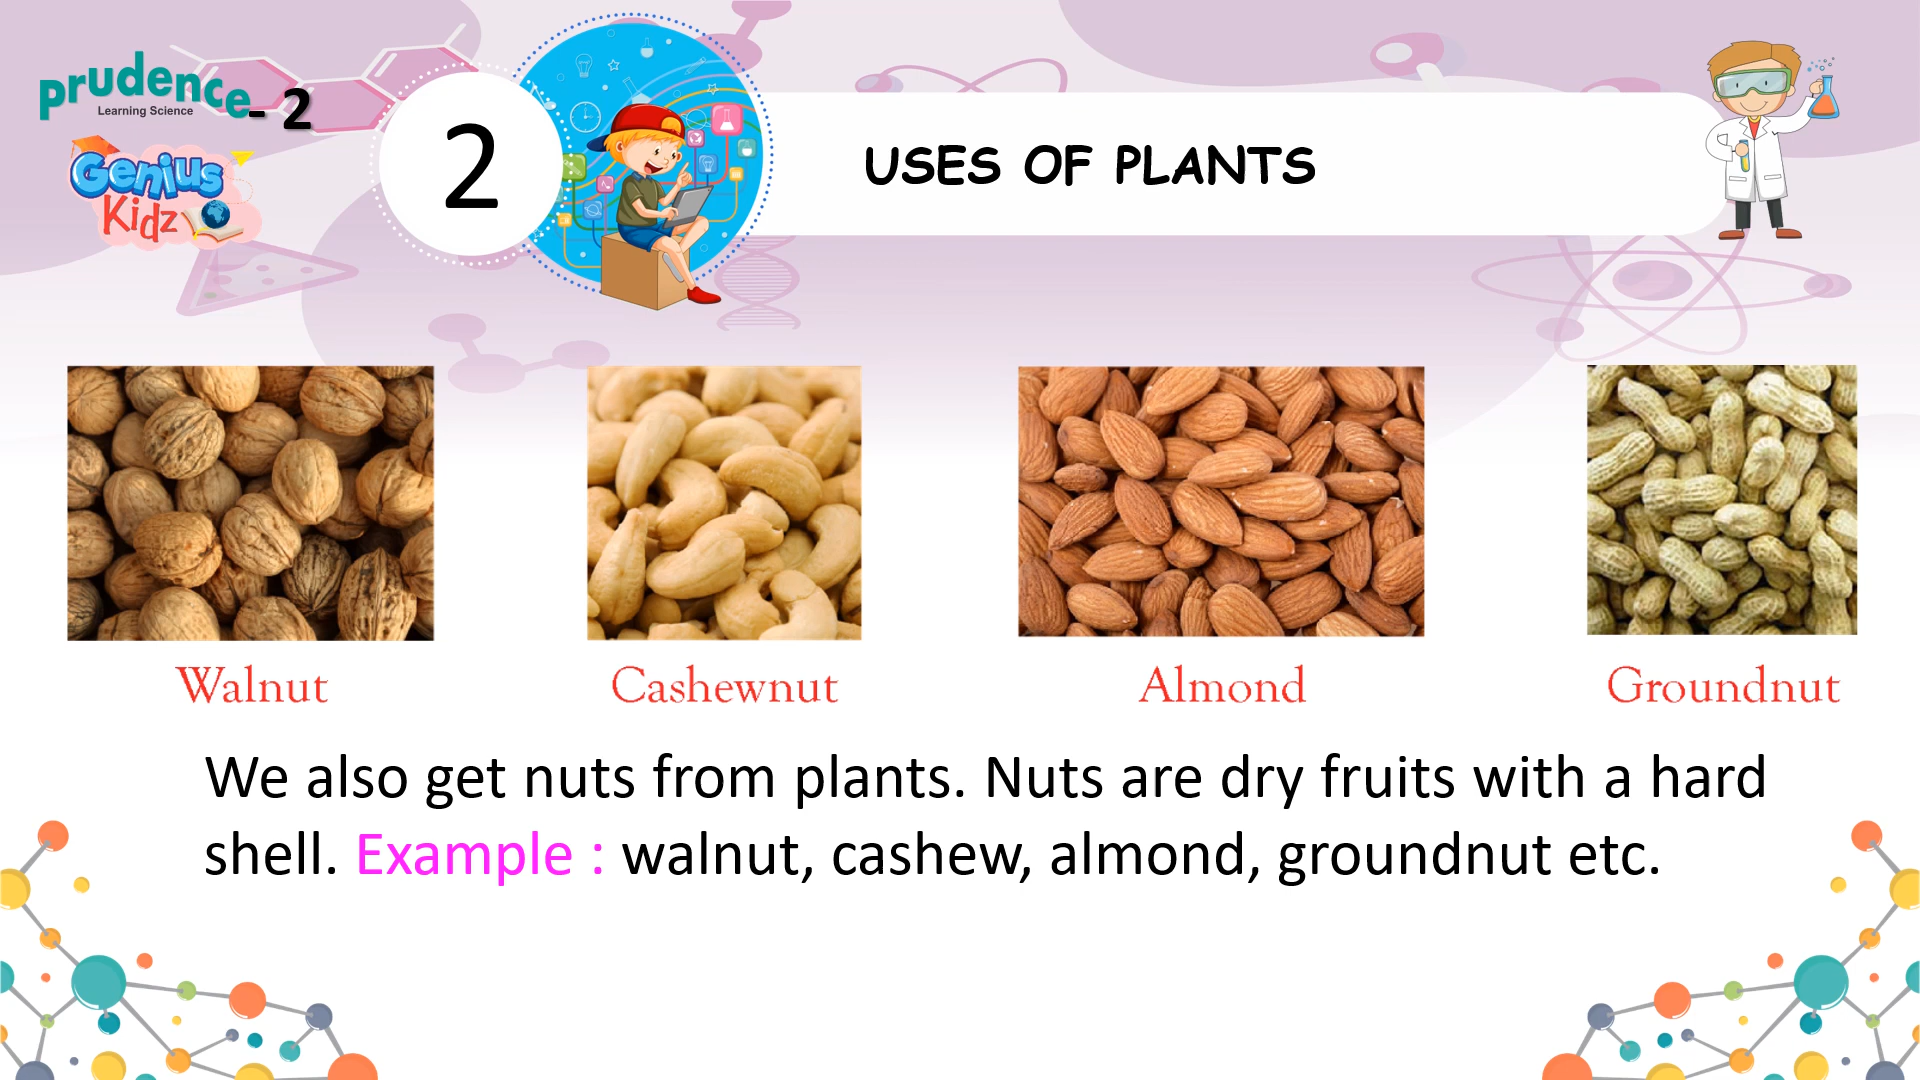 prudence - 2
Learning Science
Genius
Kidz
2
USES OF PLANTS
Walnut
Cashewnut
Almond
Groundnut
We also get nuts from plants. Nuts are dry fruits with a hard
shell. Example : walnut, cashew, almond, groundnut etc.